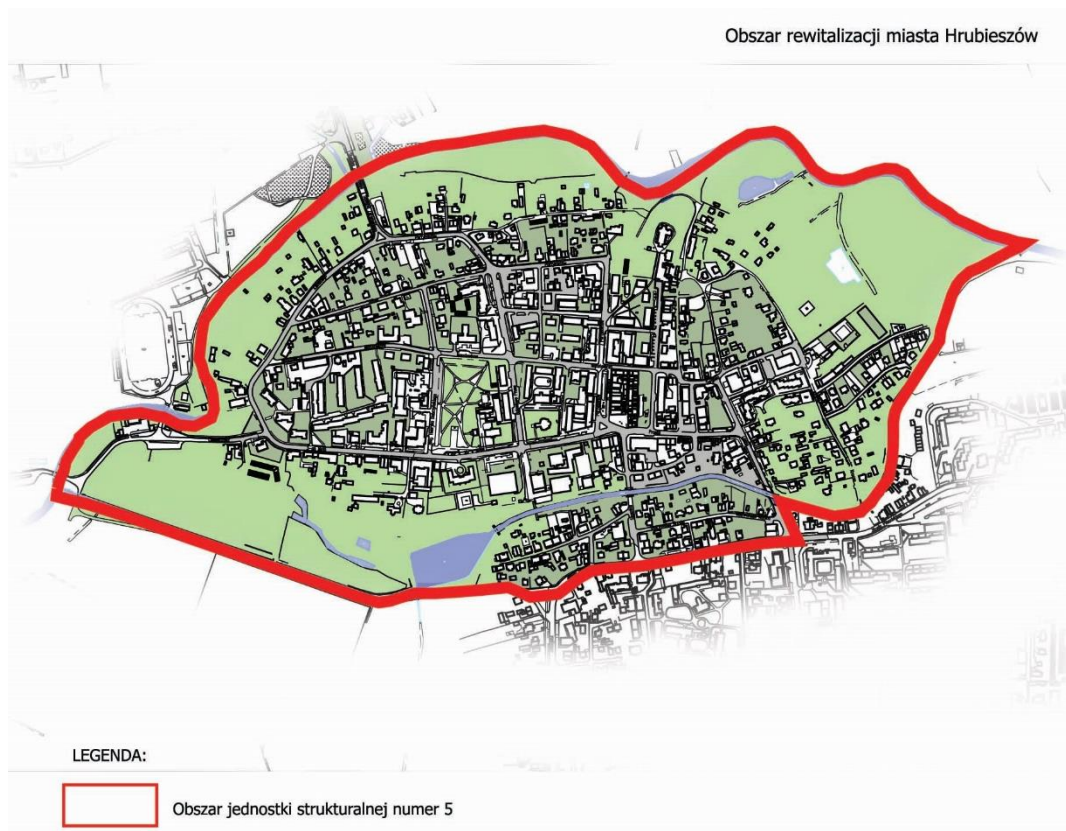 Obszar rewitalizacji miasta Hrubieszów
LEGENDA:
Obszar jednostki strukturalnej numer 5